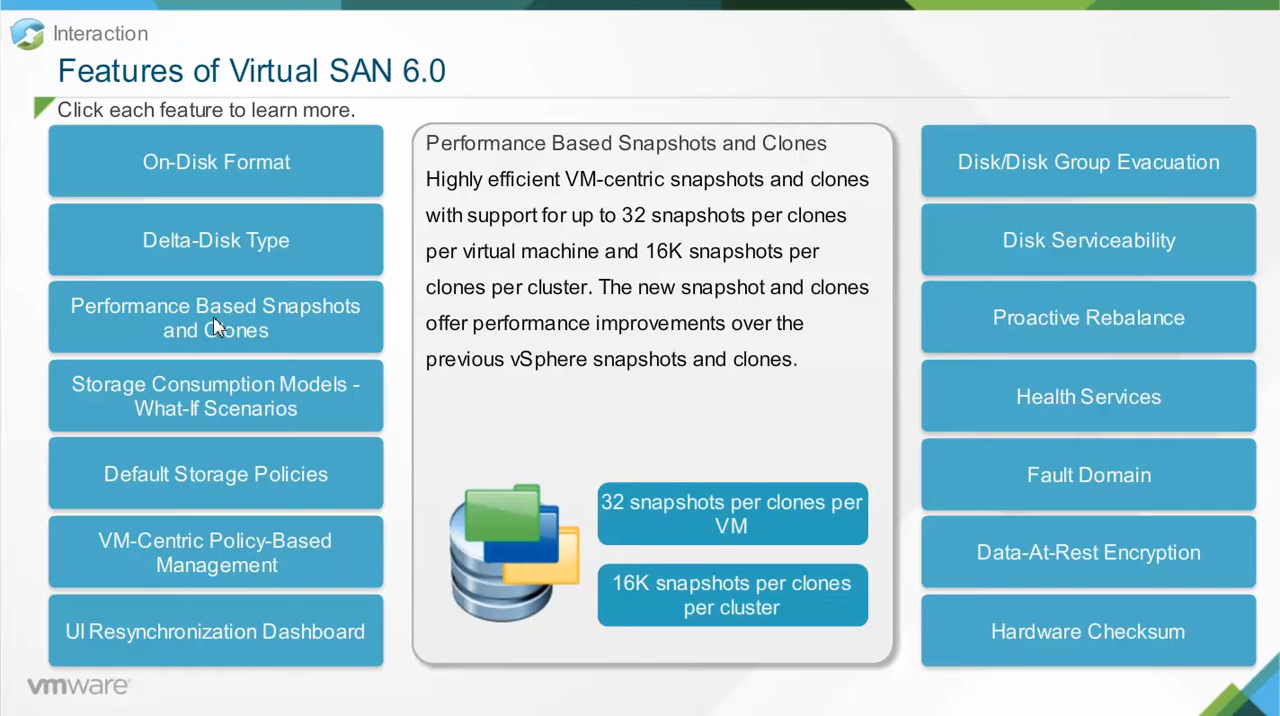 Interaction
Features of Virtual SAN 6.0
Click each feature to learn more.
On-Disk Format
Delta-Disk Type
Performance Based Snapshots
and Clones
Storage Consumption Models -
What-If Scenarios
Default Storage Policies
VM-Centric Policy-Based
Management
UI Resynchronization Dashboard
Performance Based Snapshots and Clones
Highly efficient VM-centric snapshots and clones
with support for up to 32 snapshots per clones
per virtual machine and 16K snapshots per
clones per cluster. The new snapshot and clones
offer performance improvements over the
previous vSphere snapshots and clones.
32 snapshots per clones per
VM
16K snapshots per clones
per cluster
Disk/Disk Group Evacuation
Disk Serviceability
Proactive Rebalance
Health Services
Fault Domain
Data-At-Rest Encryption
Hardware Checksum
vmware®